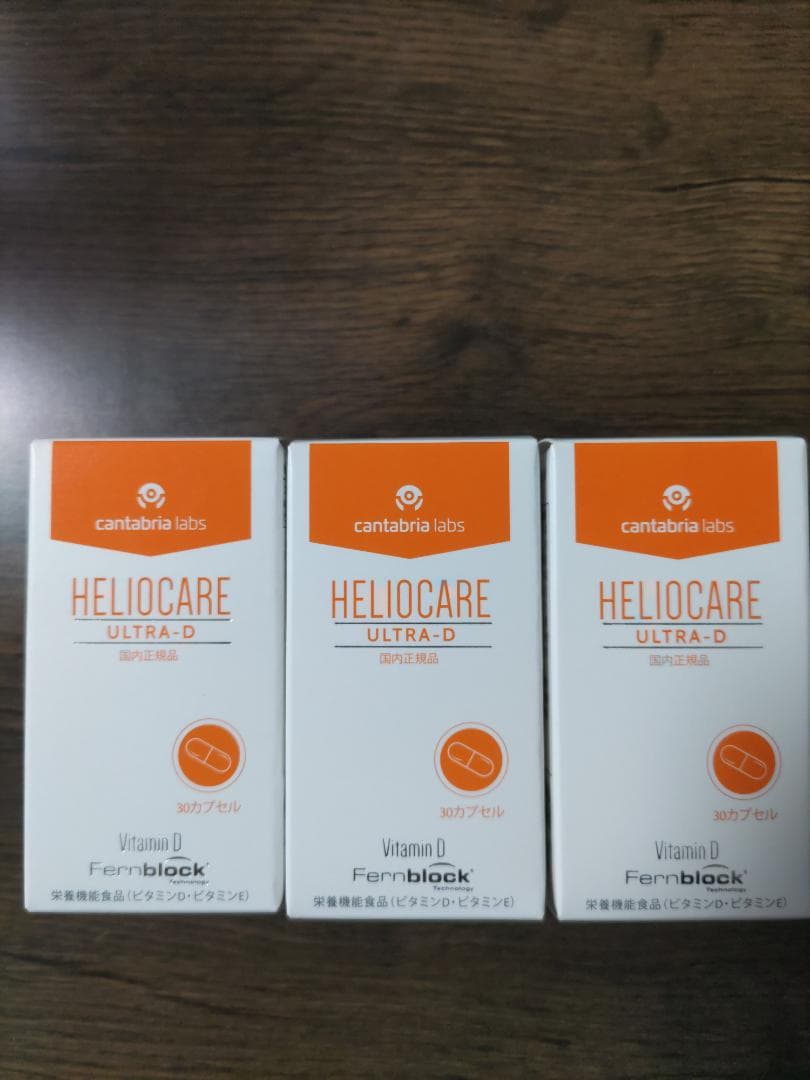 cantabria labs
HELIOCARE
ULTRA-D
国内正規品
30カプセル
Vitamin D
Fernblock®
Technology
栄養機能食品(ビタミンD・ビタミンE)
cantabria labs
HELIOCARE
ULTRA-D
国内正規品
30カプセル
Vitamin D
Fernblock®
Technology
栄養機能食品(ビタミンD・ビタミンE)
cantabria labs
HELIOCARE
ULTRA-D
国内正規品
30カプセル
Vitamin D
Fernblock®
Technology
栄養機能食品(ビタミンD・ビタミンE)